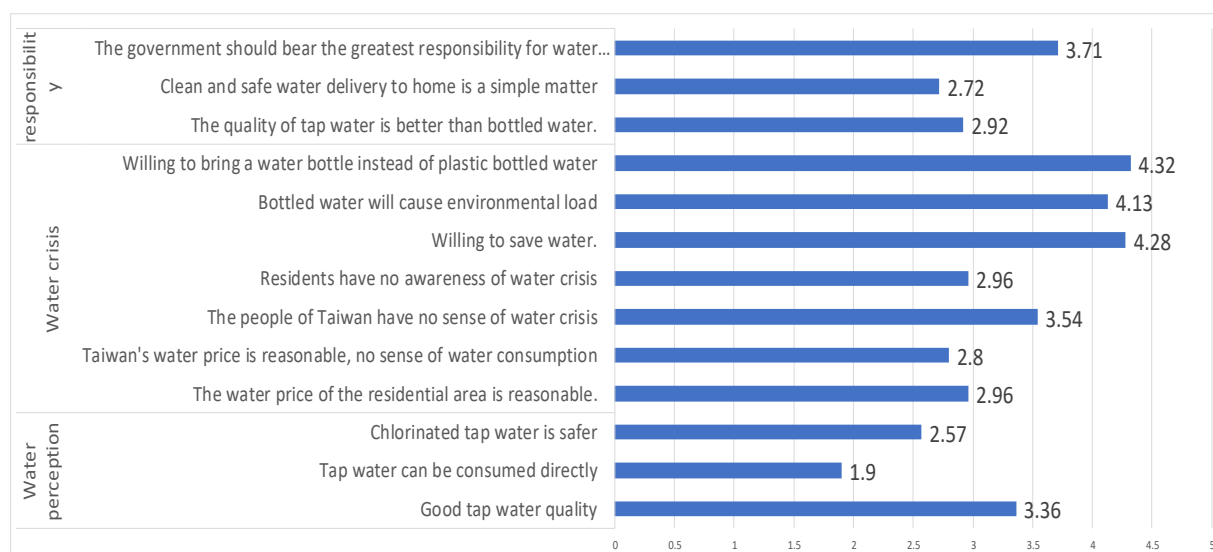 responsibilit
y
The government should bear the greatest responsibility for water…
3.71
Clean and safe water delivery to home is a simple matter
2.72
The quality of tap water is better than bottled water.
2.92
Water crisis
Willing to bring a water bottle instead of plastic bottled water
4.32
Bottled water will cause environmental load
4.13
Willing to save water.
4.28
Residents have no awareness of water crisis
2.96
The people of Taiwan have no sense of water crisis
3.54
Taiwan's water price is reasonable, no sense of water consumption
2.8
The water price of the residential area is reasonable.
2.96
Water
perception
Chlorinated tap water is safer
2.57
Tap water can be consumed directly
1.9
Good tap water quality
3.36
0 0.5 1 1.5 2 2.5 3 3.5 4 4.5 5